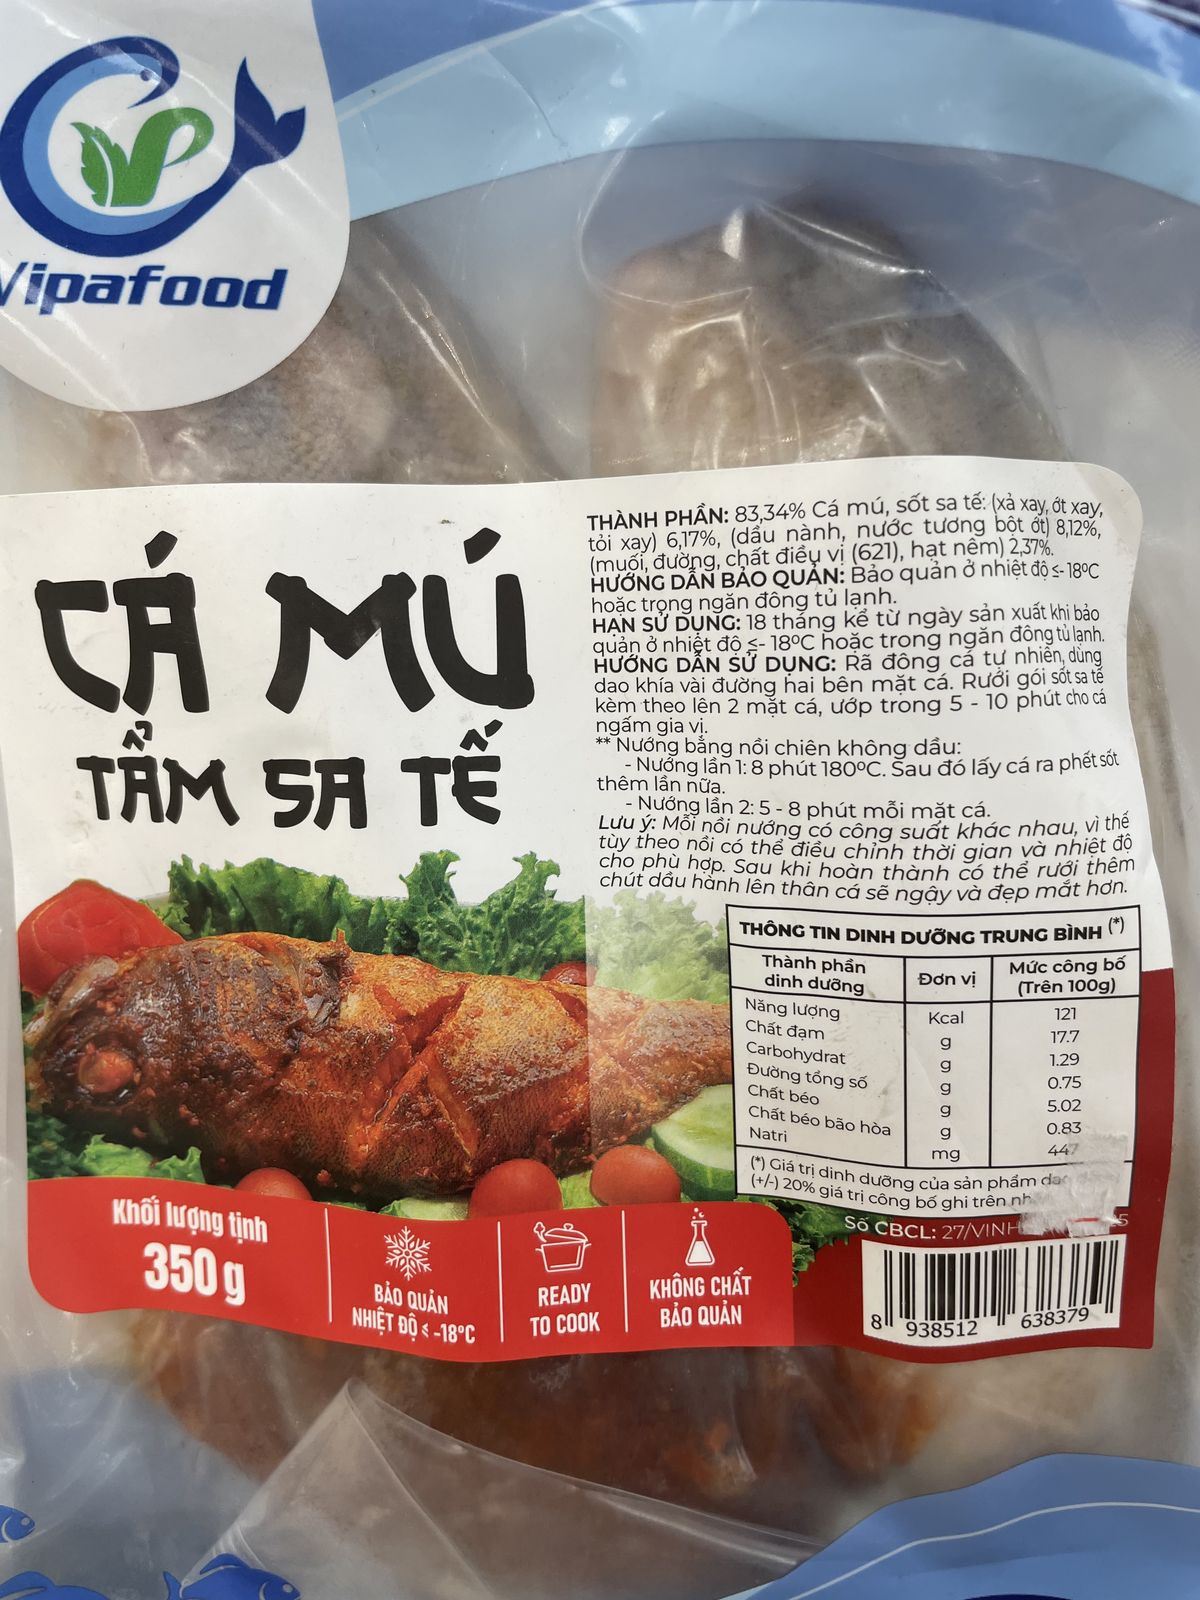 Vipafood
CÁ MÚ
TẨM SA TẾ
THÀNH PHẦN: 83,34% Cá mú, sốt sa tế: (xả xay, ớt xay,
tỏi xay) 6,17%, (dầu nành, nước tương bột ớt) 8,12%,
(muối, đường, chất điều vị (621), hạt nêm) 2,37%.
HƯỚNG DẪN BẢO QUẢN: Bảo quản ở nhiệt độ ≤- 18ºC
hoặc trong ngăn đông tủ lạnh.
HẠN SỬ DỤNG: 18 tháng kể từ ngày sản xuất khi bảo
quản ở nhiệt độ ≤- 18ºC hoặc trong ngăn đông tủ lạnh.
HƯỚNG DẪN SỬ DỤNG: Rã đông cá tự nhiên, dùng
dao khía vài đường hai bên mặt cá. Rưới gói sốt sa tế
kèm theo lên 2 mặt cá, ướp trong 5 - 10 phút cho cá
ngấm gia vị.
** Nướng bằng nồi chiên không dầu:
- Nướng lần 1: 8 phút 180ºC. Sau đó lấy cá ra phết sốt
thêm lần nữa.
- Nướng lần 2: 5 - 8 phút mỗi mặt cá.
Lưu ý: Mỗi nồi nướng có công suất khác nhau, vì thế
tùy theo nồi có thể điều chỉnh thời gian và nhiệt độ
cho phù hợp. Sau khi hoàn thành có thể rưới thêm
chút dầu hành lên thân cá sẽ ngậy và đẹp mắt hơn.
THÔNG TIN DINH DƯỠNG TRUNG BÌNH (*)
Thành phần dinh dưỡng Đơn vị Mức công bố (Trên 100g)
Năng lượng Kcal 121
Chất đạm g 17.7
Carbohydrat g 1.29
Đường tổng số g 0.75
Chất béo g 5.02
Chất béo bão hòa g 0.83
Natri mg 447
(*) Giá trị dinh dưỡng của sản phẩm
(+/-) 20% giá trị công bố ghi trên
Số CBCL: 27/VINH
Khối lượng tịnh
350 g
BẢO QUẢN
NHIỆT ĐỘ ≤ -18ºC
READY
TO COOK
KHÔNG CHẤT
BẢO QUẢN
8 938512 638379